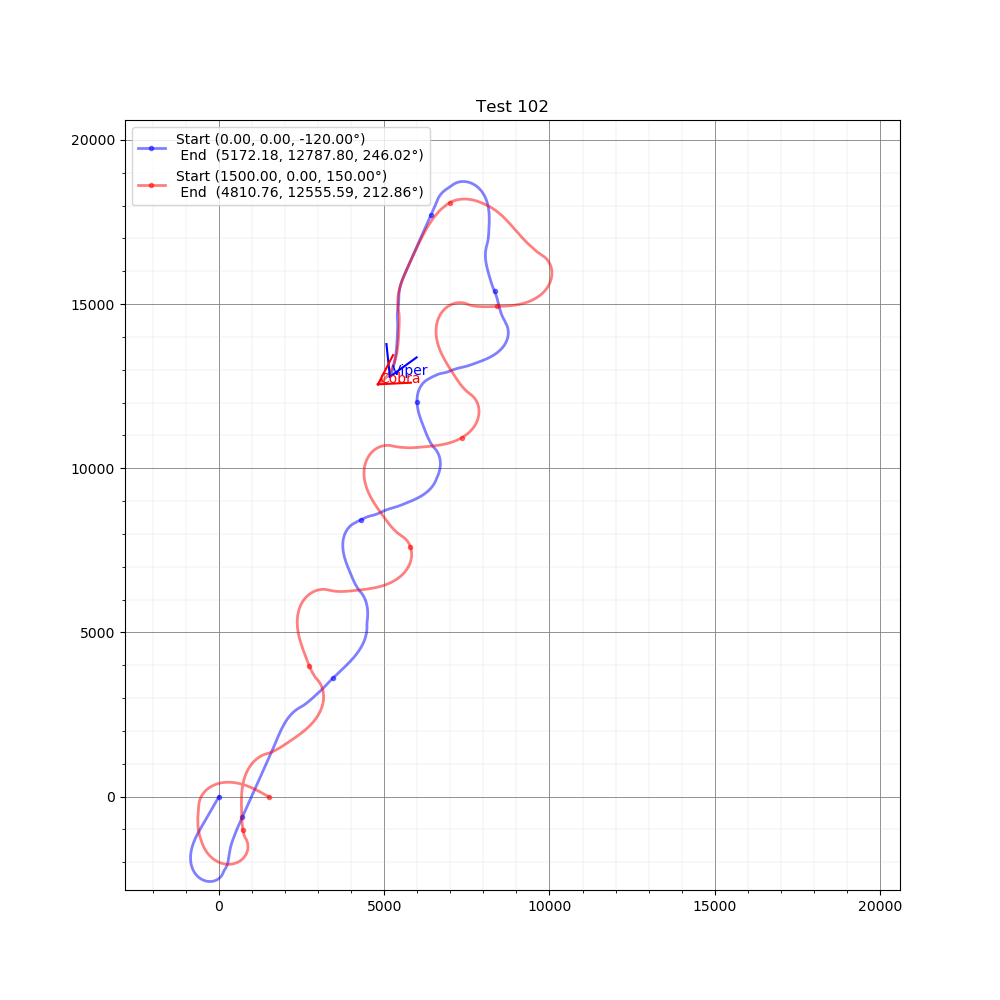 Test 102
Start (0.00, 0.00, -120.00°)
End (5172.18, 12787.80, 246.02°)
Start (1500.00, 0.00, 150.00°)
End (4810.76, 12555.59, 212.86°)
20000
15000
10000
5000
0
Viper
Cobra
0
5000
10000
15000
20000